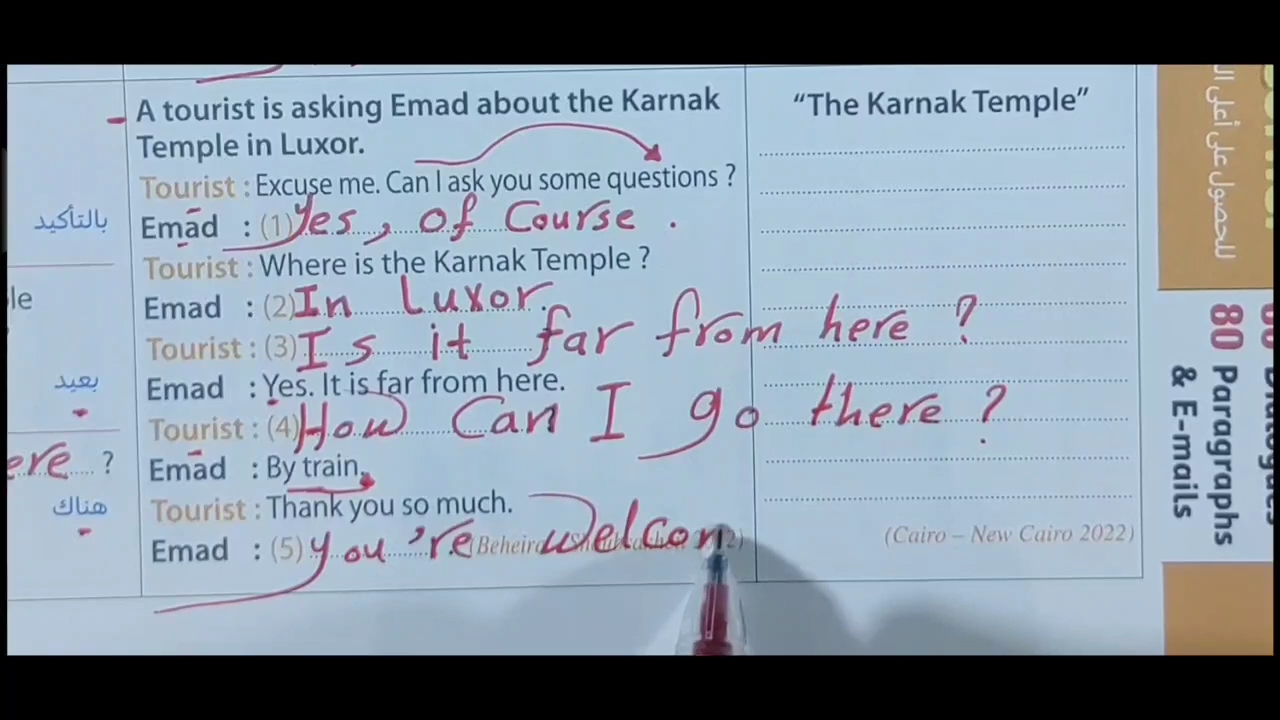 A tourist is asking Emad about the Karnak
Temple in Luxor.
Tourist : Excuse me. Can I ask you some questions ?
Emad : (1) Yes, of Course.
Tourist : Where is the Karnak Temple ?
Emad : (2) In Luxor.
Tourist : (3) Is it far from here ?
Emad : Yes. It is far from here.
Tourist : (4) How Can I go there ?
Emad : By train.
Tourist : Thank you so much.
Emad : (5) you're welcom
(Beheira
"The Karnak Temple"
(Cairo – New Cairo 2022)
بالتأكيد
بعيد
?
هناك
للحصول على أعلى
80 Paragraphs
& E-mails